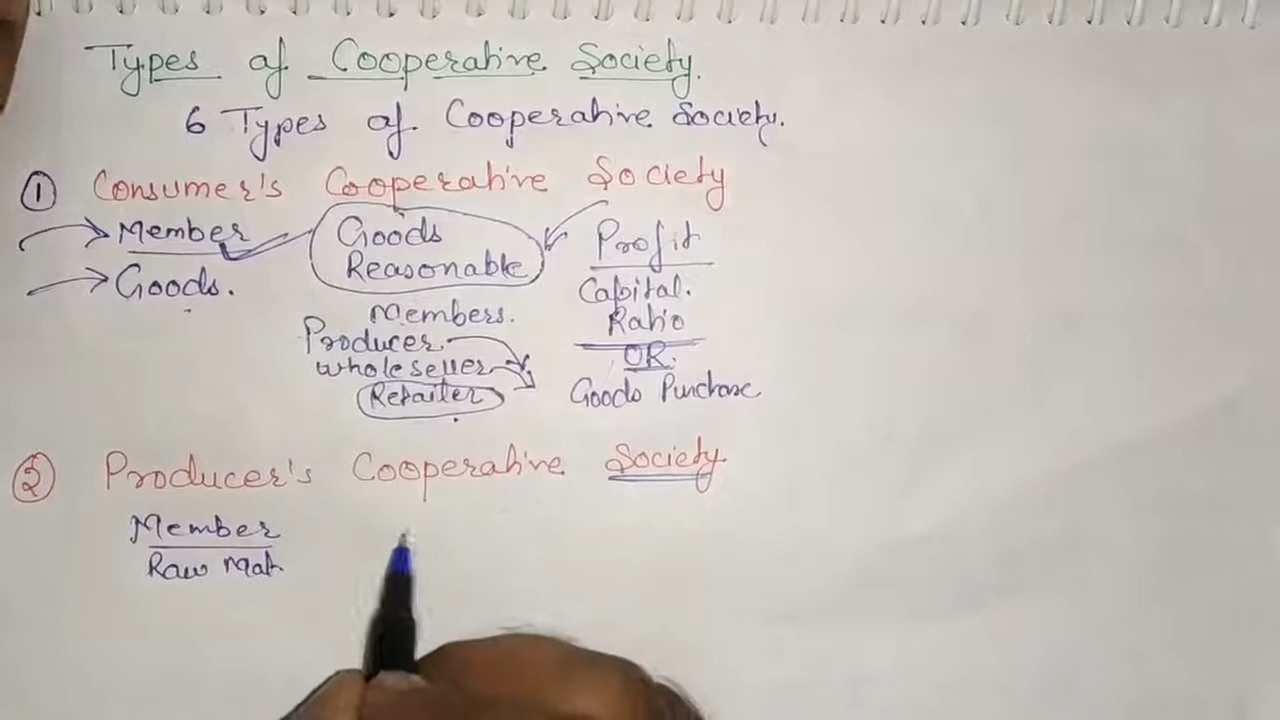 Types of Cooperative Society.
6 Types of Cooperative Society.
① Consumer's Cooperative Society
Member
Goods.
Goods
Reasonable
Members.
Producer.
wholeseller
Retailer
Profit
Capital.
Ratio
OR.
Goods Purchase
② Producer's Cooperative Society
Member
Raw Mat